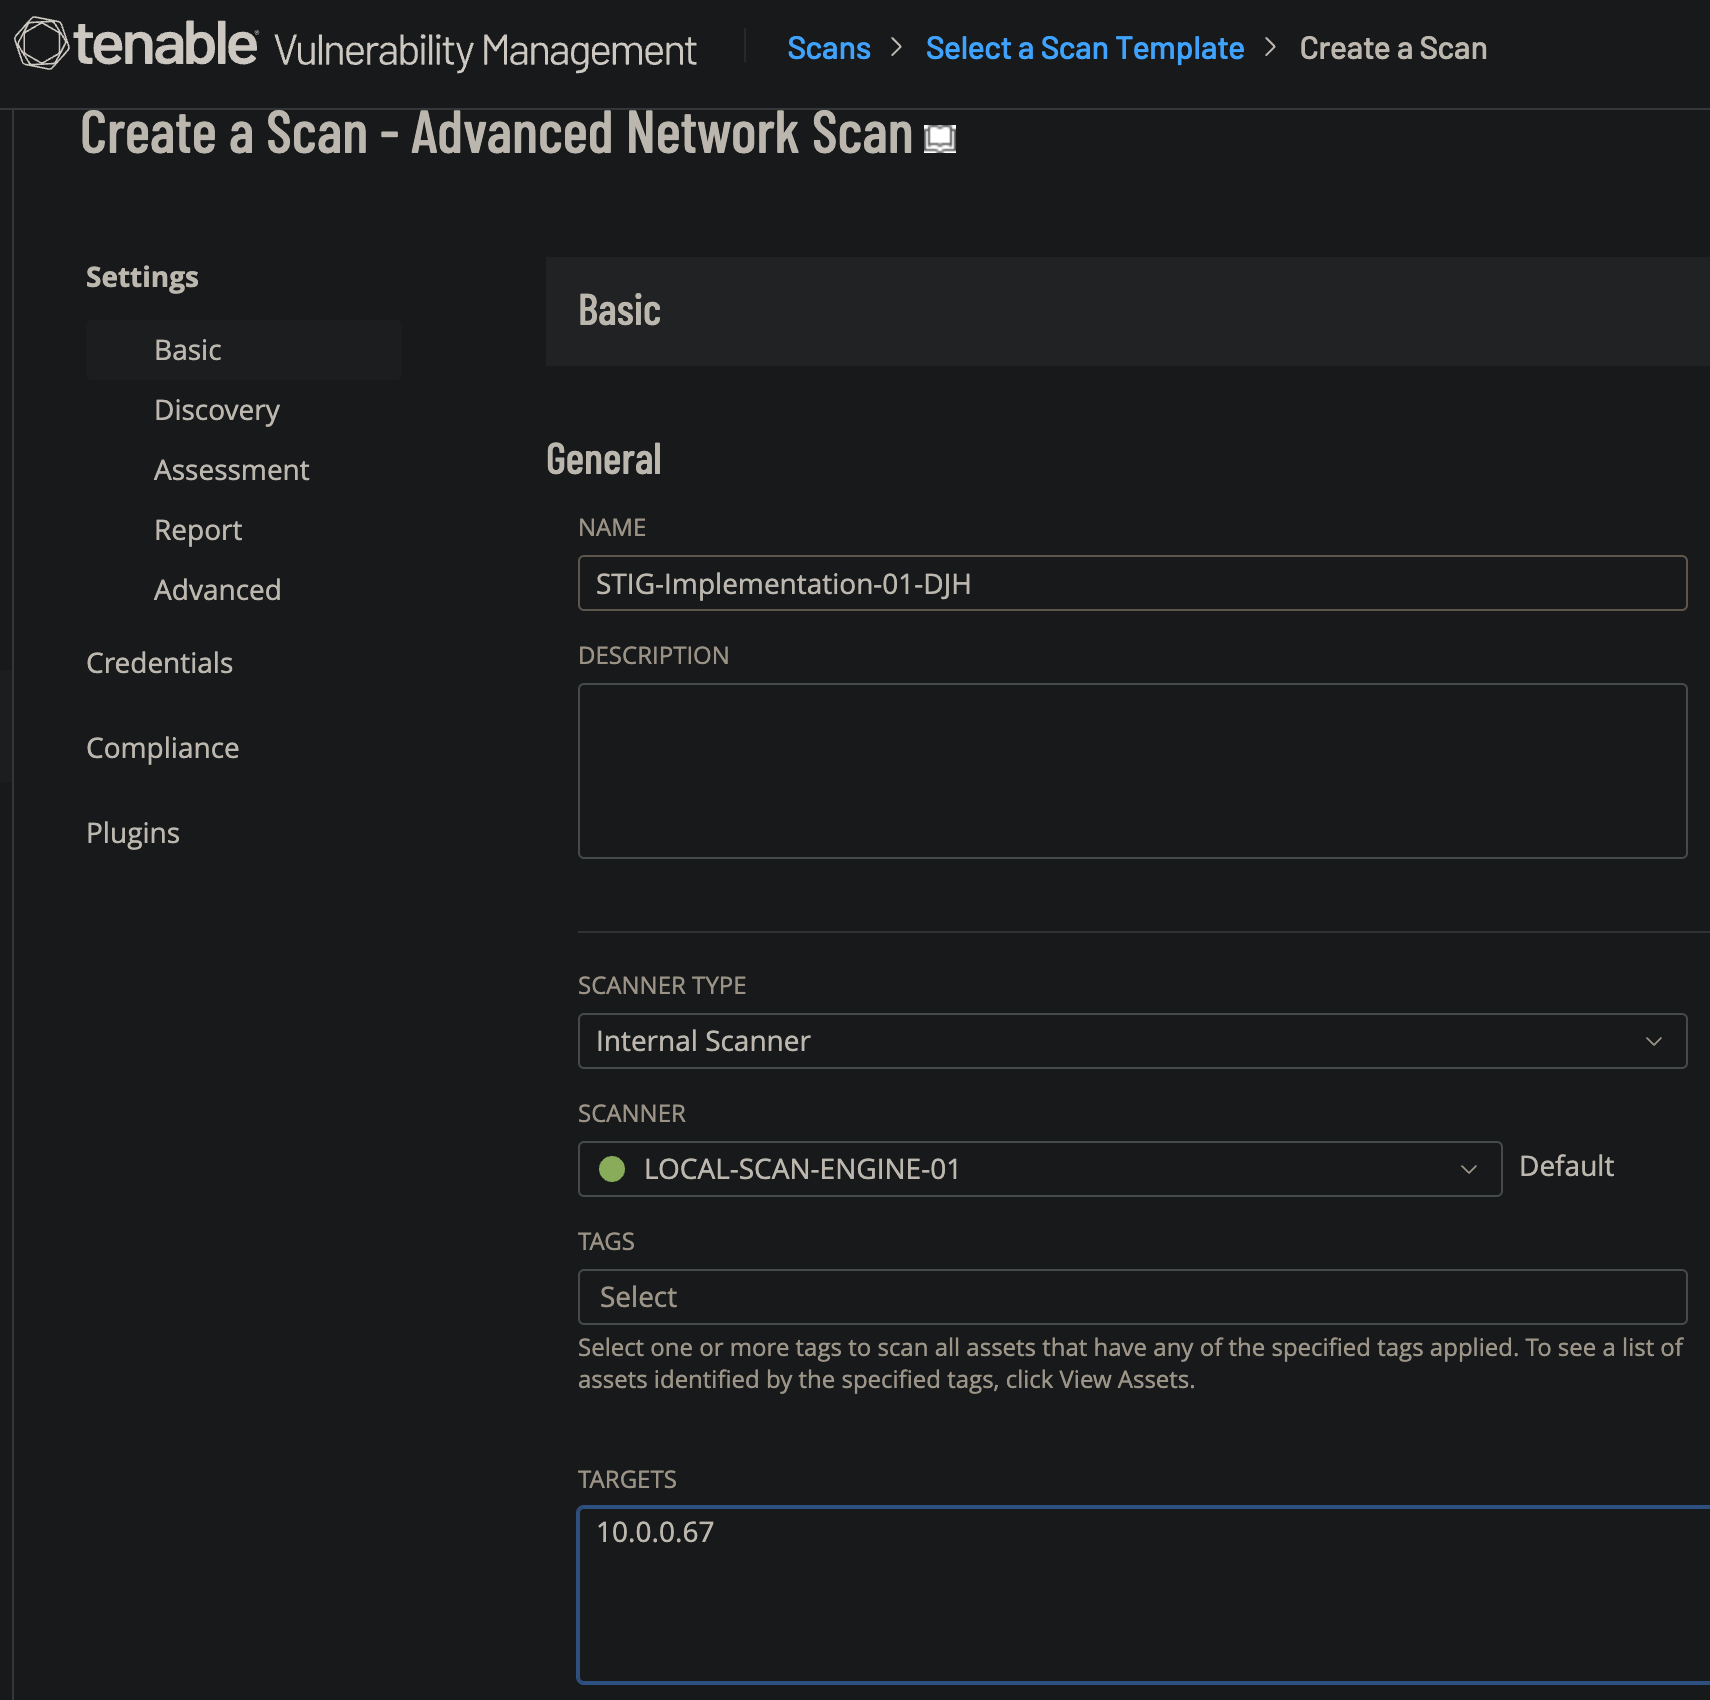 tenable Vulnerability Management
Scans > Select a Scan Template > Create a Scan
Create a Scan - Advanced Network Scan
Settings
Basic
Discovery
Assessment
Report
Advanced
Credentials
Compliance
Plugins
Basic
General
NAME
STIG-Implementation-01-DJH
DESCRIPTION
SCANNER TYPE
Internal Scanner
SCANNER
LOCAL-SCAN-ENGINE-01
Default
TAGS
Select
Select one or more tags to scan all assets that have any of the specified tags applied. To see a list of
assets identified by the specified tags, click View Assets.
TARGETS
10.0.0.67